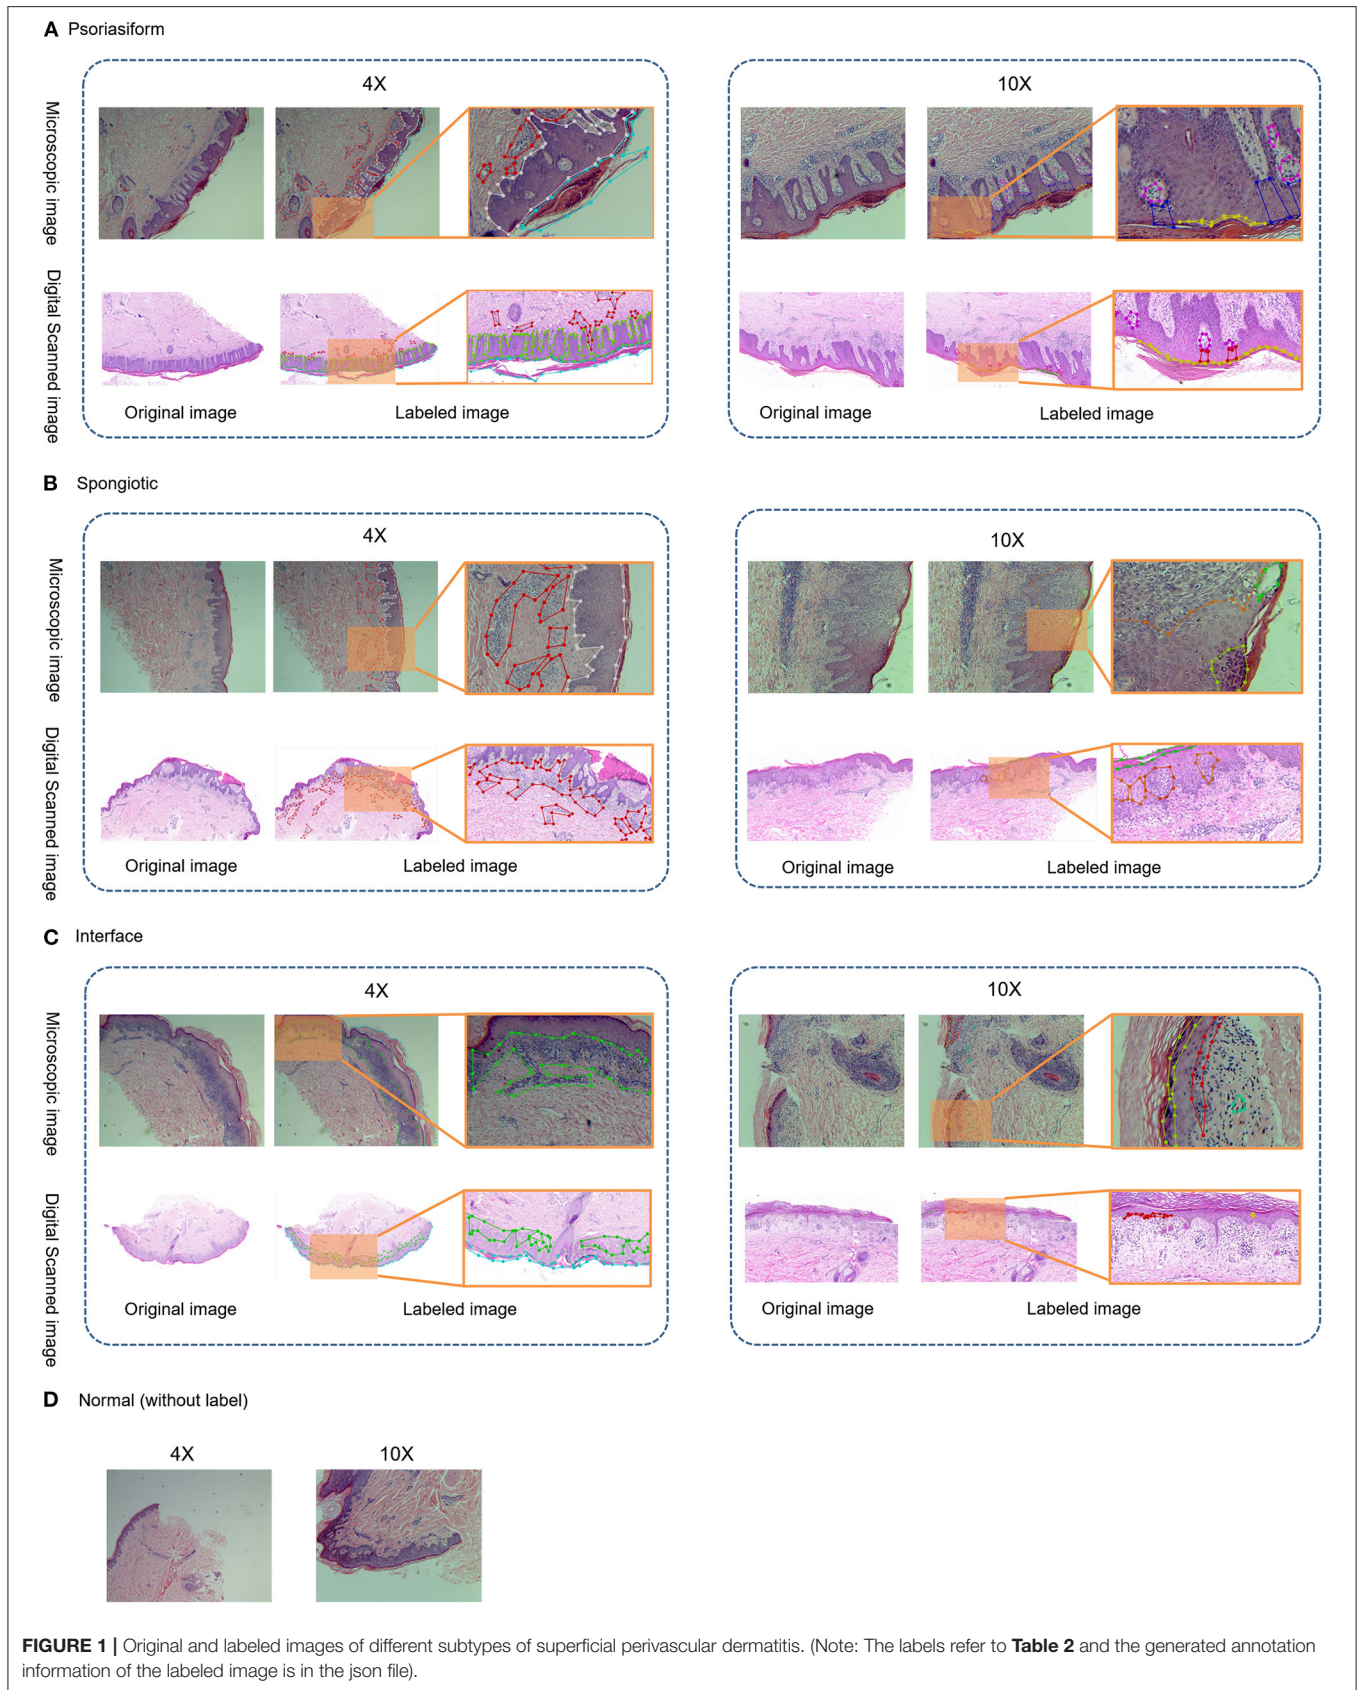 A Psoriasiform
4X
10X
Microscopic image
Digital Scanned image
Original image
Labeled image
Original image
Labeled image
B Spongiotic
4X
10X
Microscopic image
Digital Scanned image
Original image
Labeled image
Original image
Labeled image
C Interface
4X
10X
Microscopic image
Digital Scanned image
Original image
Labeled image
Original image
Labeled image
D Normal (without label)
4X
10X
FIGURE 1 | Original and labeled images of different subtypes of superficial perivascular dermatitis. (Note: The labels refer to Table 2 and the generated annotation
information of the labeled image is in the json file).